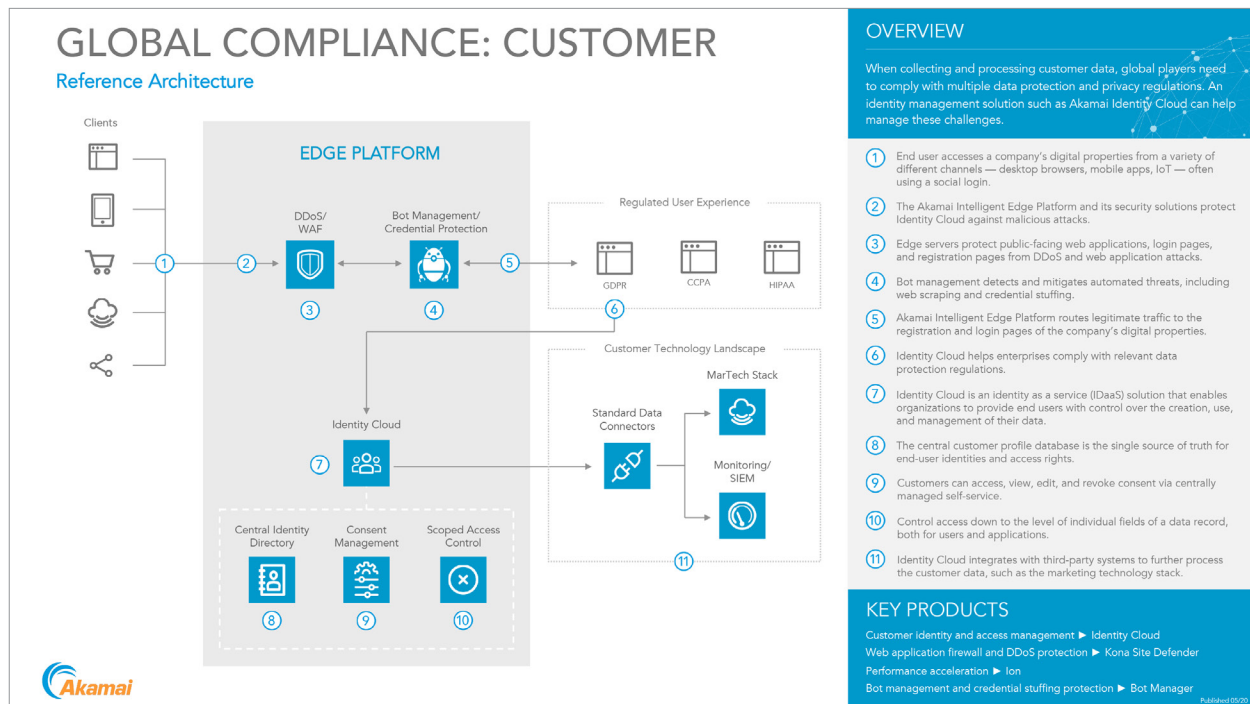 GLOBAL COMPLIANCE: CUSTOMER
Reference Architecture
Clients
EDGE PLATFORM
DDoS/
WAF
Bot Management/
Credential Protection
Regulated User Experience
GDPR
CCPA
HIPAA
1
2
3
4
5
6
Customer Technology Landscape
MarTech Stack
Standard Data
Connectors
Monitoring/
SIEM
11
Identity Cloud
7
Central Identity
Directory
Consent
Management
Scoped Access
Control
8
9
10
Akamai
OVERVIEW
When collecting and processing customer data, global players need
to comply with multiple data protection and privacy regulations. An
identity management solution such as Akamai Identity Cloud can help
manage these challenges.
1 End user accesses a company's digital properties from a variety of
different channels — desktop browsers, mobile apps, IoT — often
using a social login.
2 The Akamai Intelligent Edge Platform and its security solutions protect
Identity Cloud against malicious attacks.
3 Edge servers protect public-facing web applications, login pages,
and registration pages from DDoS and web application attacks.
4 Bot management detects and mitigates automated threats, including
web scraping and credential stuffing.
5 Akamai Intelligent Edge Platform routes legitimate traffic to the
registration and login pages of the company's digital properties.
6 Identity Cloud helps enterprises comply with relevant data
protection regulations.
7 Identity Cloud is an identity as a service (IDaaS) solution that enables
organizations to provide end users with control over the creation, use,
and management of their data.
8 The central customer profile database is the single source of truth for
end-user identities and access rights.
9 Customers can access, view, edit, and revoke consent via centrally
managed self-service.
10 Control access down to the level of individual fields of a data record,
both for users and applications.
11 Identity Cloud integrates with third-party systems to further process
the customer data, such as the marketing technology stack.
KEY PRODUCTS
Customer identity and access management ► Identity Cloud
Web application firewall and DDoS protection ► Kona Site Defender
Performance acceleration ► Ion
Bot management and credential stuffing protection ► Bot Manager
Published 05/20